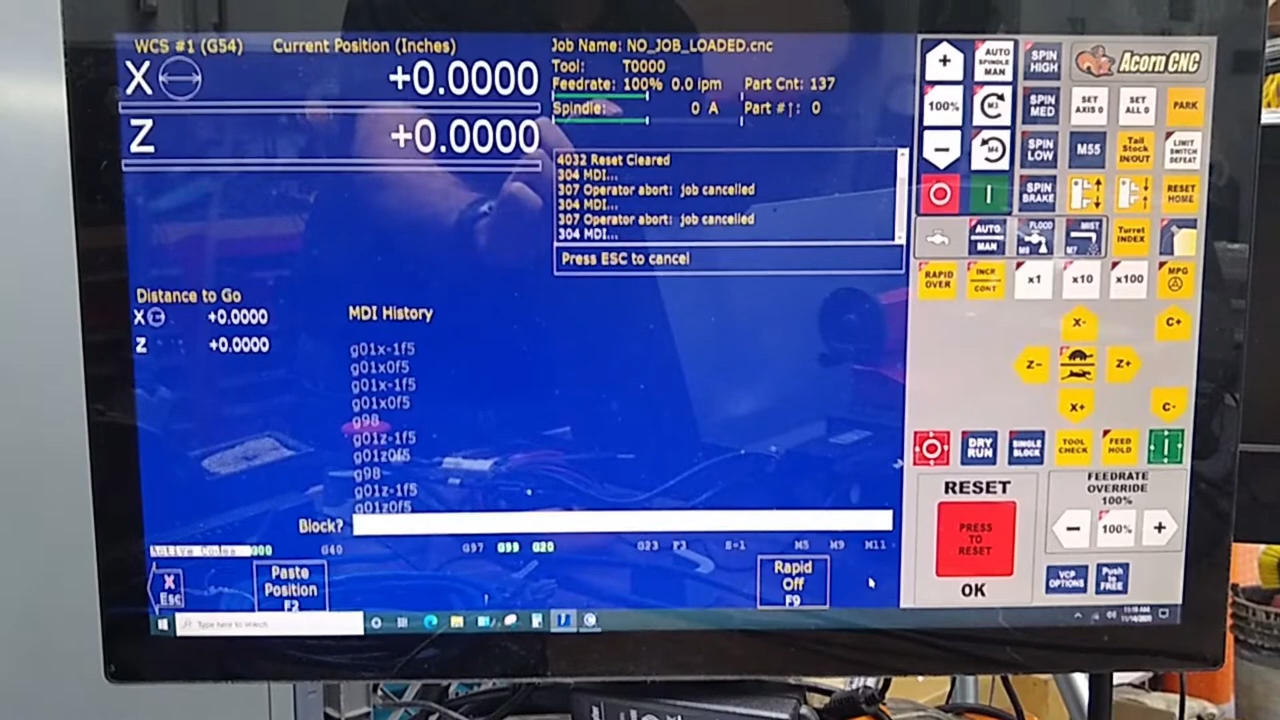 WCS #1 (G54) Current Position (Inches)
X +0.0000
Z +0.0000
Job Name: NO_JOB_LOADED.cnc
Tool: T0000
Feedrate: 100% 0.0 ipm Part Cnt: 137
Spindle: 0 A Part #↑: 0
4032 Reset Cleared
304 MDI...
307 Operator abort: job cancelled
304 MDI...
307 Operator abort: job cancelled
304 MDI...
Press ESC to cancel
Distance to Go
X +0.0000
Z +0.0000
MDI History
g01x-1f5
g01x0f5
g01x-1f5
g01x0f5
g98
g01z-1f5
g01z0f5
g98
g01z-1f5
g01z0f5
Block?
Active Codes G00 G40 G97 G99 G20 G23 M5 M9 M11
X
Esc
Paste
Position
F2
Rapid
Off
F9
Type here to search
11/14/2020
+
AUTO
SPINDLE
MAN
SPIN
HIGH
Acorn CNC
100%
M3
SPIN
MED
SET
AXIS 0
SET
ALL 0
PARK
−
M4
SPIN
LOW
M55
Tail
Stock
IN/OUT
LIMIT
SWITCH
DEFEAT
SPIN
BRAKE
RESET
HOME
AUTO
MAN
FLOOD
M8
MIST
M7
Turret
INDEX
RAPID
OVER
INCR
CONT
x1
x10
x100
MPG
X-
C+
Z-
Z+
X+
C-
DRY
RUN
SINGLE
BLOCK
TOOL
CHECK
FEED
HOLD
RESET
PRESS
TO
RESET
OK
FEEDRATE
OVERRIDE
100%
− 100% +
VCP
OPTIONS
Push
to
FREE